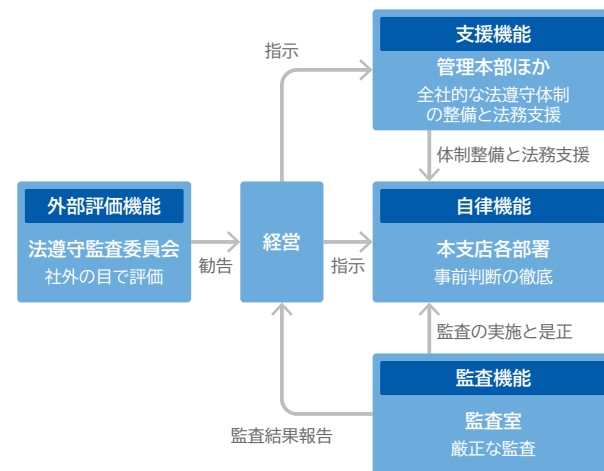 支援機能
管理本部ほか
全社的な法遵守体制
の整備と法務支援
指示
体制整備と法務支援
外部評価機能
法遵守監査委員会
社外の目で評価
勧告
経営
指示
自律機能
本支店各部署
事前判断の徹底
監査の実施と是正
監査機能
監査室
厳正な監査
監査結果報告